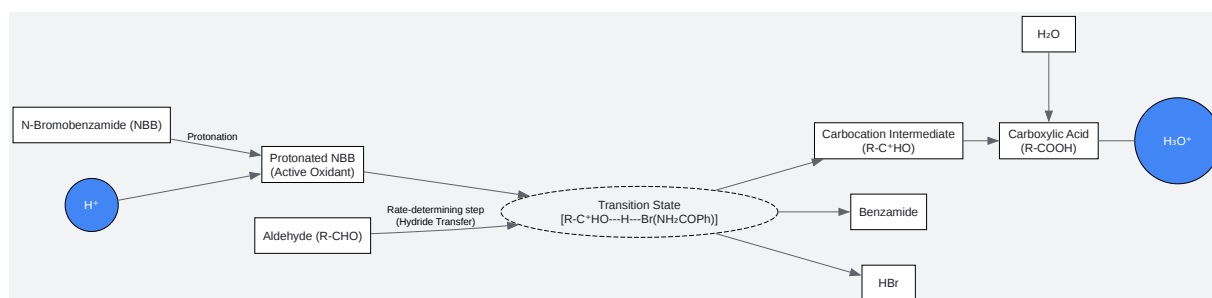 N-Bromobenzamide (NBB)
Protonation
H⁺
Protonated NBB
(Active Oxidant)
Aldehyde (R-CHO)
Rate-determining step
(Hydride Transfer)
Transition State
[R-C⁺HO---H---Br(NH₂COPh)]
Carbocation Intermediate
(R-C⁺HO)
Benzamide
HBr
H₂O
Carboxylic Acid
(R-COOH)
H₃O⁺